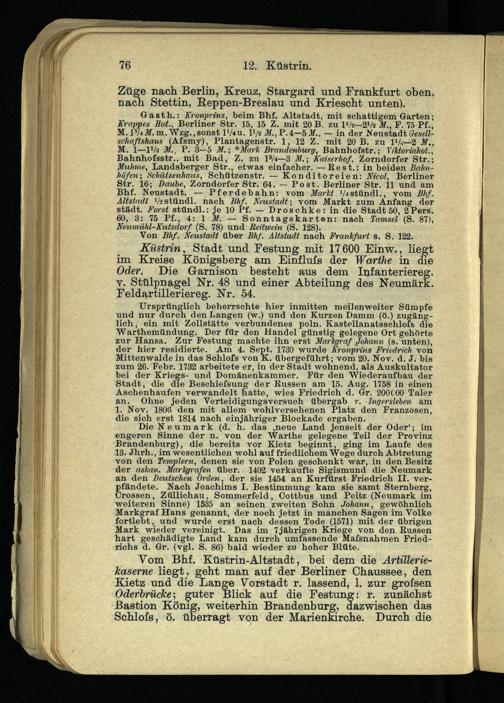 76 12. Küstrin.
Züge nach Berlin, Kreuz, Stargard und Frankfurt oben,
nach Stettin, Reppen-Breslau und Kriescht unten).
Gasth.: Kronprinz, beim Bhf. Altstadt, mit schattigem Garten;
Krappes Hot., Berliner Str. 15, 15 Z. mit 20 B. zu 1½–2½ M., F. 75 Pf.,
M. 1¾ M. m. Wzg., sonst 1¼ u. 1½ M., P. 4–5 M., — in der Neustadt Gesell-
schaftshaus (Afsmy), Plantagenstr. 1, 12 Z. mit 20 B. zu 1¼–2 M.,
M. 1–1½ M., P. 3–5 M.; *Mark Brandenburg, Bahnhofstr.; Viktoriahot.,
Bahnhofsstr., mit Bad, Z. zu 1¾–3 M.; Kaiserhof, Zorndorfer Str.;
Muhme, Landsberger Str., etwas einfacher. — Rest.: in beiden Bahn-
höfen; Schützenhaus, Schützenstr. — Konditoreien: Nicol, Berliner
Str. 16; Daube, Zorndorfer Str. 64. — Post. Berliner Str. 11 und am
Bhf. Neustadt. — Pferdebahn: vom Markt ¼stündl., vom Bhf.
Altstadt ½stündl. nach Bhf. Neustadt; vom Markt zum Anfang der
städt. Forst stündl.: je 10 Pf. — Droschke: in die Stadt 50, 2 Pers.
60, 3: 75 Pf., 4: 1 M. — Sonntagskarten: nach Tamsel (S. 87),
Neumühl-Kutzdorf (S. 78) und Reitwein (S. 128).
Von Bhf. Neustadt über Bhf. Altstadt nach Frankfurt s. S. 122.
Küstrin, Stadt und Festung mit 17 600 Einw., liegt
im Kreise Königsberg am Einflufs der Warthe in die
Oder. Die Garnison besteht aus dem Infanteriereg.
v. Stülpnagel Nr. 48 und einer Abteilung des Neumärk.
Feldartilleriereg. Nr. 54.
Ursprünglich beherrschte hier inmitten meilenweiter Sümpfe
und nur durch den Langen (w.) und den Kurzen Damm (ö.) zugäng-
lich, ein mit Zollstätte verbundenes poln. Kastellanatsschlofs die
Warthemündung. Der für den Handel günstig gelegene Ort gehörte
zur Hansa. Zur Festung machte ihn erst Markgraf Johann (s. unten),
der hier residierte. Am 4. Sept. 1730 wurde Kronprinz Friedrich von
Mittenwalde in das Schlofs von K. übergeführt; vom 20. Nov. d. J. bis
zum 26. Febr. 1732 arbeitete er, in der Stadt wohnend, als Auskultator
bei der Kriegs- und Domänenkammer. Für den Wiederaufbau der
Stadt, die die Beschiefsung der Russen am 15. Aug. 1758 in einen
Aschenhaufen verwandelt hatte, wies Friedrich d. Gr. 200 000 Taler
an. Ohne jeden Verteidigungsversuch übergab v. Ingersleben am
1. Nov. 1806 den mit allem wohlversehenen Platz den Franzosen,
die sich erst 1814 nach einjähriger Blockade ergaben.
Die Neumark (d. h. das ‚neue Land jenseit der Oder'; im
engeren Sinne der n. von der Warthe gelegene Teil der Provinz
Brandenburg), die bereits vor Kietz beginnt, ging im Laufe des
13. Jhrh., im wesentlichen wohl auf friedlichem Wege durch Abtretung
von den Templern, denen sie von Polen geschenkt war, in den Besitz
der askan. Markgrafen über. 1402 verkaufte Sigismund die Neumark
an den Deutschen Orden, der sie 1454 an Kurfürst Friedrich II. ver-
pfändete. Nach Joachims I. Bestimmung kam sie samt Sternberg,
Crossen, Züllichau, Sommerfeld, Cottbus und Peitz (Neumark im
weiteren Sinne) 1535 an seinen zweiten Sohn Johann, gewöhnlich
Markgraf Hans genannt, der noch jetzt in manchen Sagen im Volke
fortlebt, und wurde erst nach dessen Tode (1571) mit der übrigen
Mark wieder vereinigt. Das im 7jährigen Kriege von den Russen
hart geschädigte Land kam durch umfassende Mafsnahmen Fried-
richs d. Gr. (vgl. S. 86) bald wieder zu hoher Blüte.
Vom Bhf. Küstrin-Altstadt, bei dem die Artillerie-
kaserne liegt, geht man auf der Berliner Chaussee, den
Kietz und die Lange Vorstadt r. lassend, l. zur grofsen
Oderbrücke; guter Blick auf die Festung: r. zunächst
Bastion König, weiterhin Brandenburg, dazwischen das
Schlofs, ö. überragt von der Marienkirche. Durch die